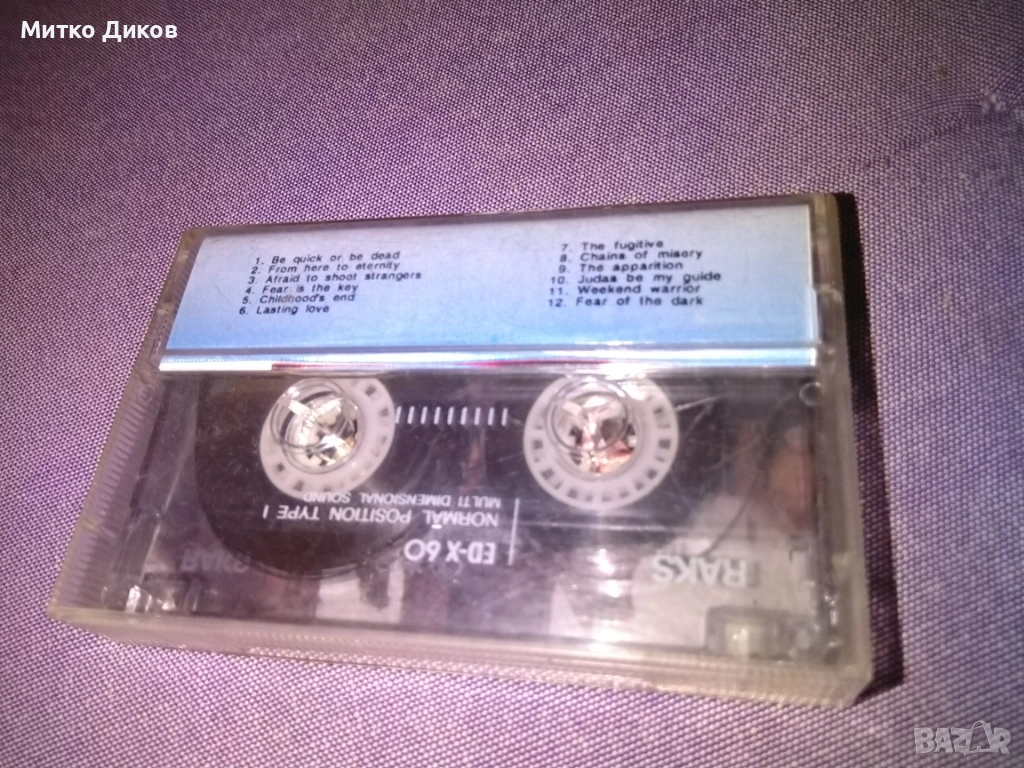 Митко Диков
1. Be quick or be dead
2. From here to eternity
3. Afraid to shoot strangers
4. Fear is the key
5. Childhood's end
6. Lasting love
7. The fugitive
8. Chains of misery
9. The apparition
10. Judas be my guide
11. Weekend warrior
12. Fear of the dark
MULTI DIMENSIONAL SOUND
NORMAL POSITION TYPE I
ED-X 60
RAKS
BAZAR